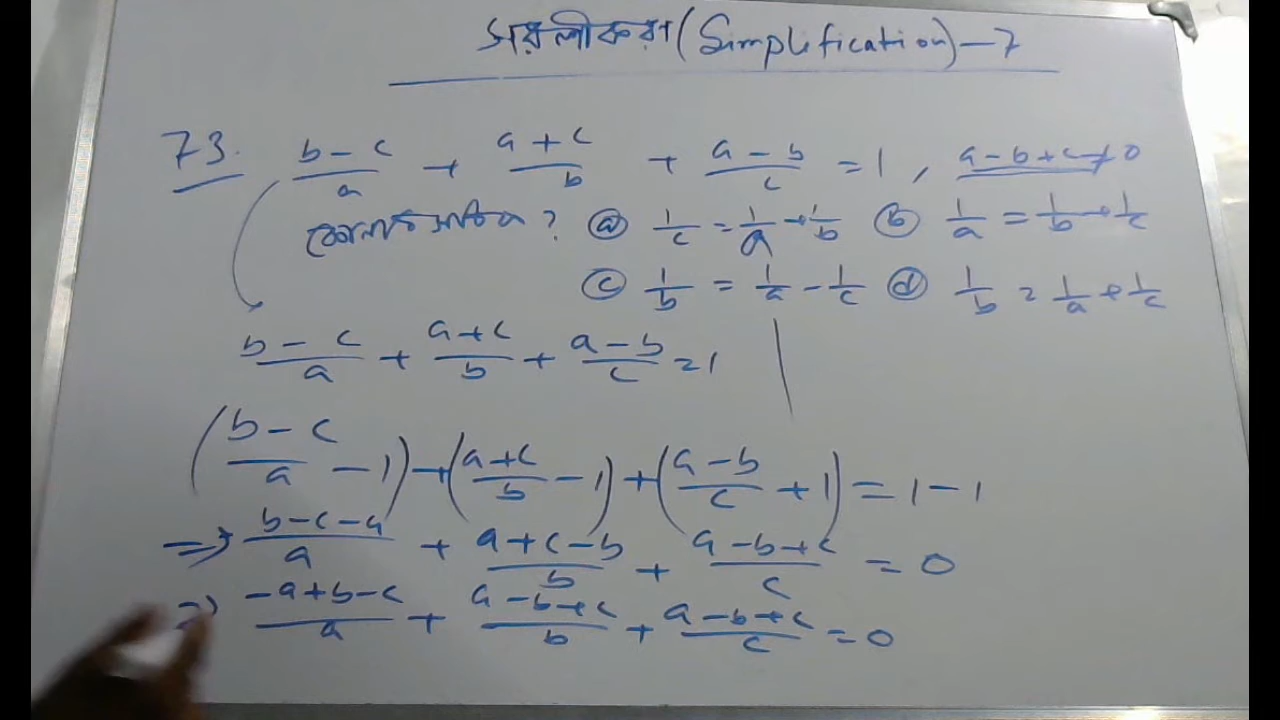 সরলীকরণ (Simplification) - 7
73. (b-c)/a + (a+c)/b + (a-b)/c = 1, a-b+c≠0
কোনটি সঠিক? (a) 1/c = 1/a + 1/b (b) 1/a = 1/b + 1/c
(c) 1/b = 1/a - 1/c (d) 1/b = 1/a + 1/c
(b-c)/a + (a+c)/b + (a-b)/c = 1
((b-c)/a - 1) + ((a+c)/b - 1) + ((a-b)/c + 1) = 1 - 1
⇒ (b-c-a)/a + (a+c-b)/b + (a-b+c)/c = 0
⇒ (-a+b-c)/a + (a-b+c)/b + (a-b+c)/c = 0